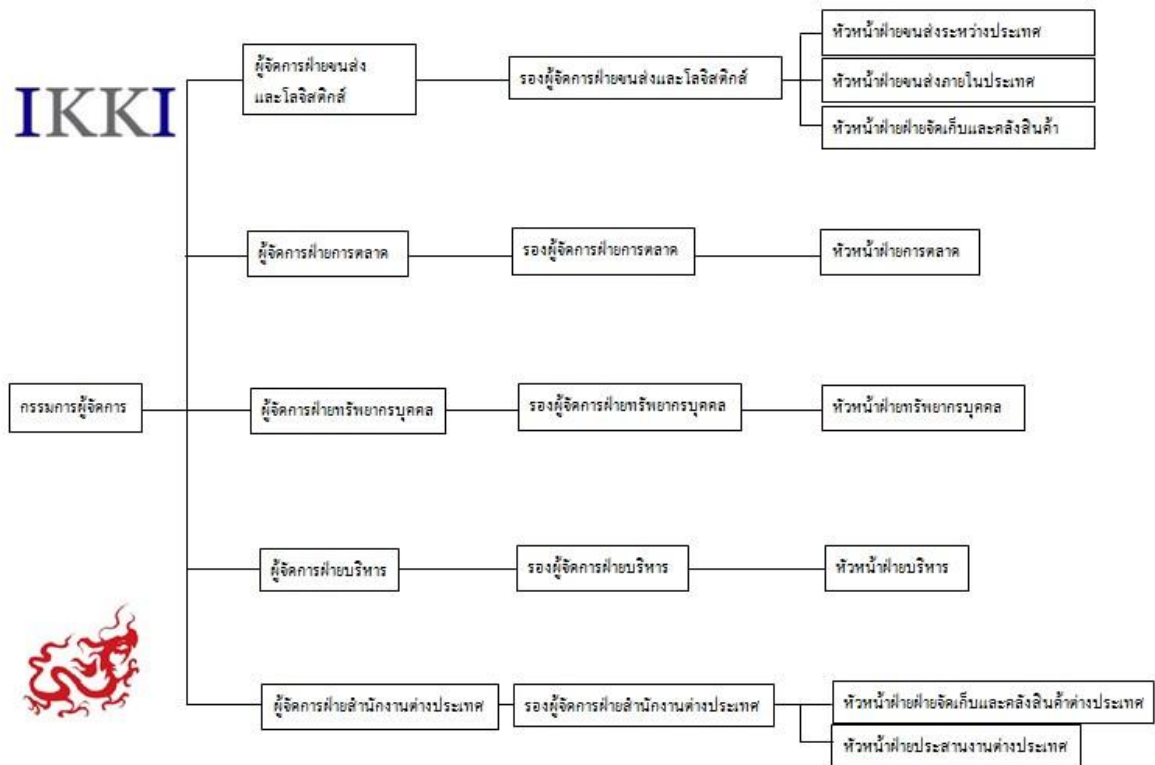 IKKI
กรรมการผู้จัดการ
ผู้จัดการฝ่ายขนส่ง
และโลจิสติกส์
รองผู้จัดการฝ่ายขนส่งและโลจิสติกส์
หัวหน้าฝ่ายขนส่งระหว่างประเทศ
หัวหน้าฝ่ายขนส่งภายในประเทศ
หัวหน้าฝ่ายฝ่ายจัดเก็บและคลังสินค้า
ผู้จัดการฝ่ายการตลาด
รองผู้จัดการฝ่ายการตลาด
หัวหน้าฝ่ายการตลาด
ผู้จัดการฝ่ายทรัพยากรบุคคล
รองผู้จัดการฝ่ายทรัพยากรบุคคล
หัวหน้าฝ่ายทรัพยากรบุคคล
ผู้จัดการฝ่ายบริหาร
รองผู้จัดการฝ่ายบริหาร
หัวหน้าฝ่ายบริหาร
ผู้จัดการฝ่ายสำนักงานต่างประเทศ
รองผู้จัดการฝ่ายสำนักงานต่างประเทศ
หัวหน้าฝ่ายฝ่ายจัดเก็บและคลังสินค้าต่างประเทศ
หัวหน้าฝ่ายประสานงานต่างประเทศ